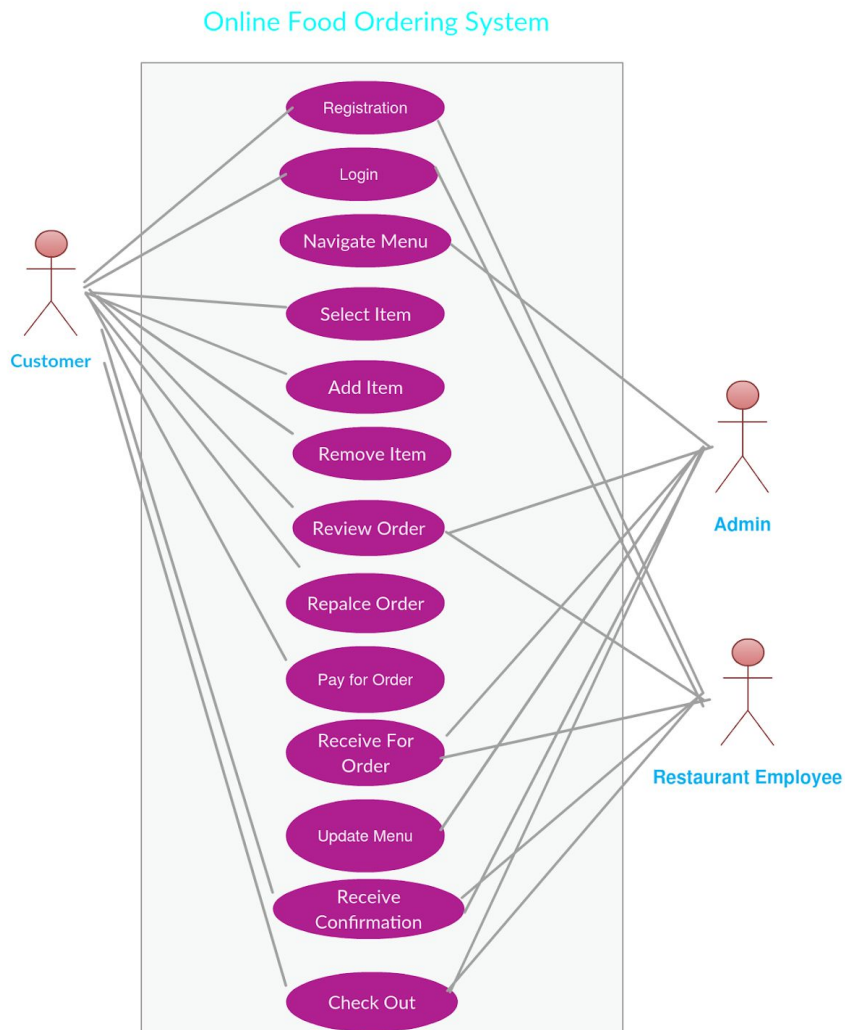 Online Food Ordering System
Registration
Login
Navigate Menu
Select Item
Customer
Add Item
Remove Item
Review Order
Admin
Repalce Order
Pay for Order
Receive For
Order
Restaurant Employee
Update Menu
Receive
Confirmation
Check Out